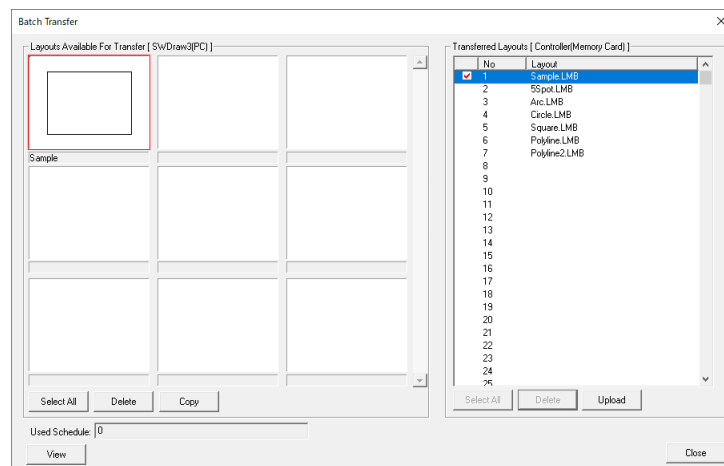 Batch Transfer
Layouts Available For Transfer [ SWDraw3(PC) ]
Sample
Select All Delete Copy
Used Schedule: 0
View
Transferred Layouts [ Controller(Memory Card) ]
No Layout
1 Sample.LMB
2 5Spot.LMB
3 Arc.LMB
4 Circle.LMB
5 Square.LMB
6 Polyline.LMB
7 Polyline2.LMB
8
9
10
11
12
13
14
15
16
17
18
19
20
21
22
23
24
25
Select All Delete Upload
Close